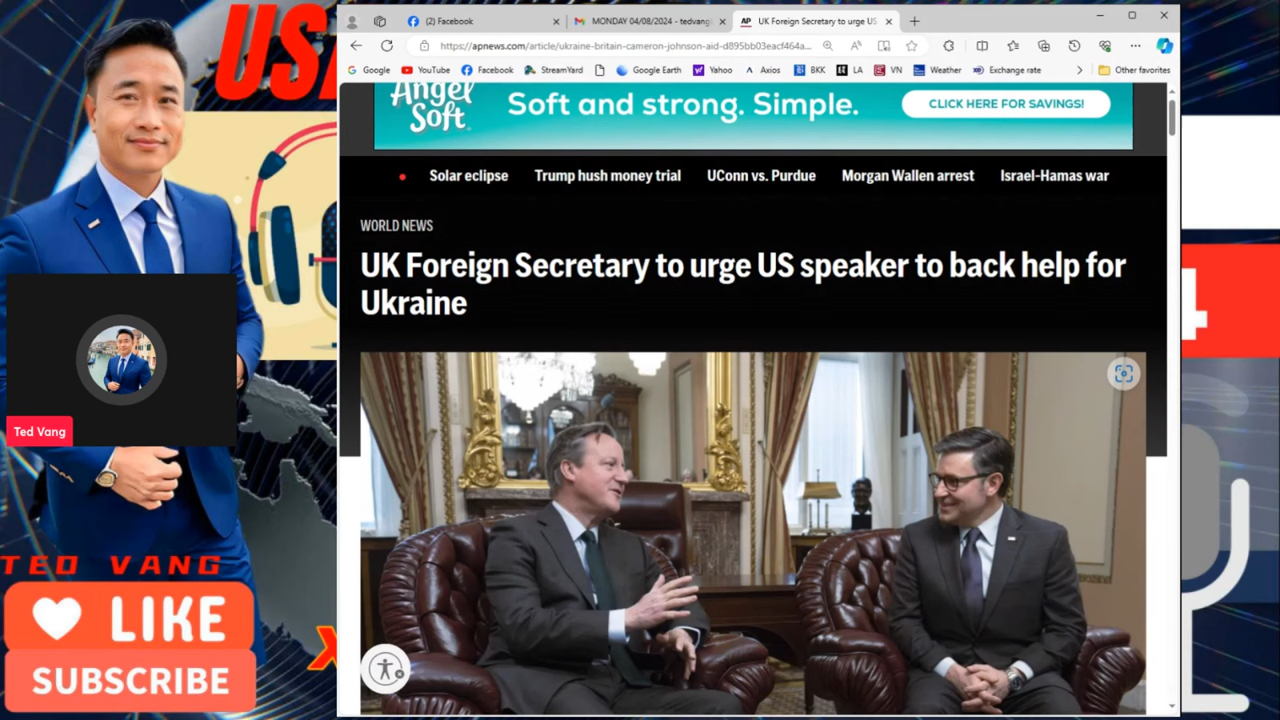 USA
(2) Facebook
MONDAY 04/08/2024 - tedvang
UK Foreign Secretary to urge US
https://apnews.com/article/ukraine-britain-cameron-johnson-aid-d895bb03eacf464a...
Google
YouTube
Facebook
StreamYard
Google Earth
Yahoo
Axios
BKK
LA
VN
Weather
Exchange rate
Other favorites
Angel
Soft
Soft and strong. Simple.
CLICK HERE FOR SAVINGS!
Solar eclipse
Trump hush money trial
UConn vs. Purdue
Morgan Wallen arrest
Israel-Hamas war
WORLD NEWS
UK Foreign Secretary to urge US speaker to back help for
Ukraine
Ted Vang
TED VANG
LIKE
SUBSCRIBE
X
4